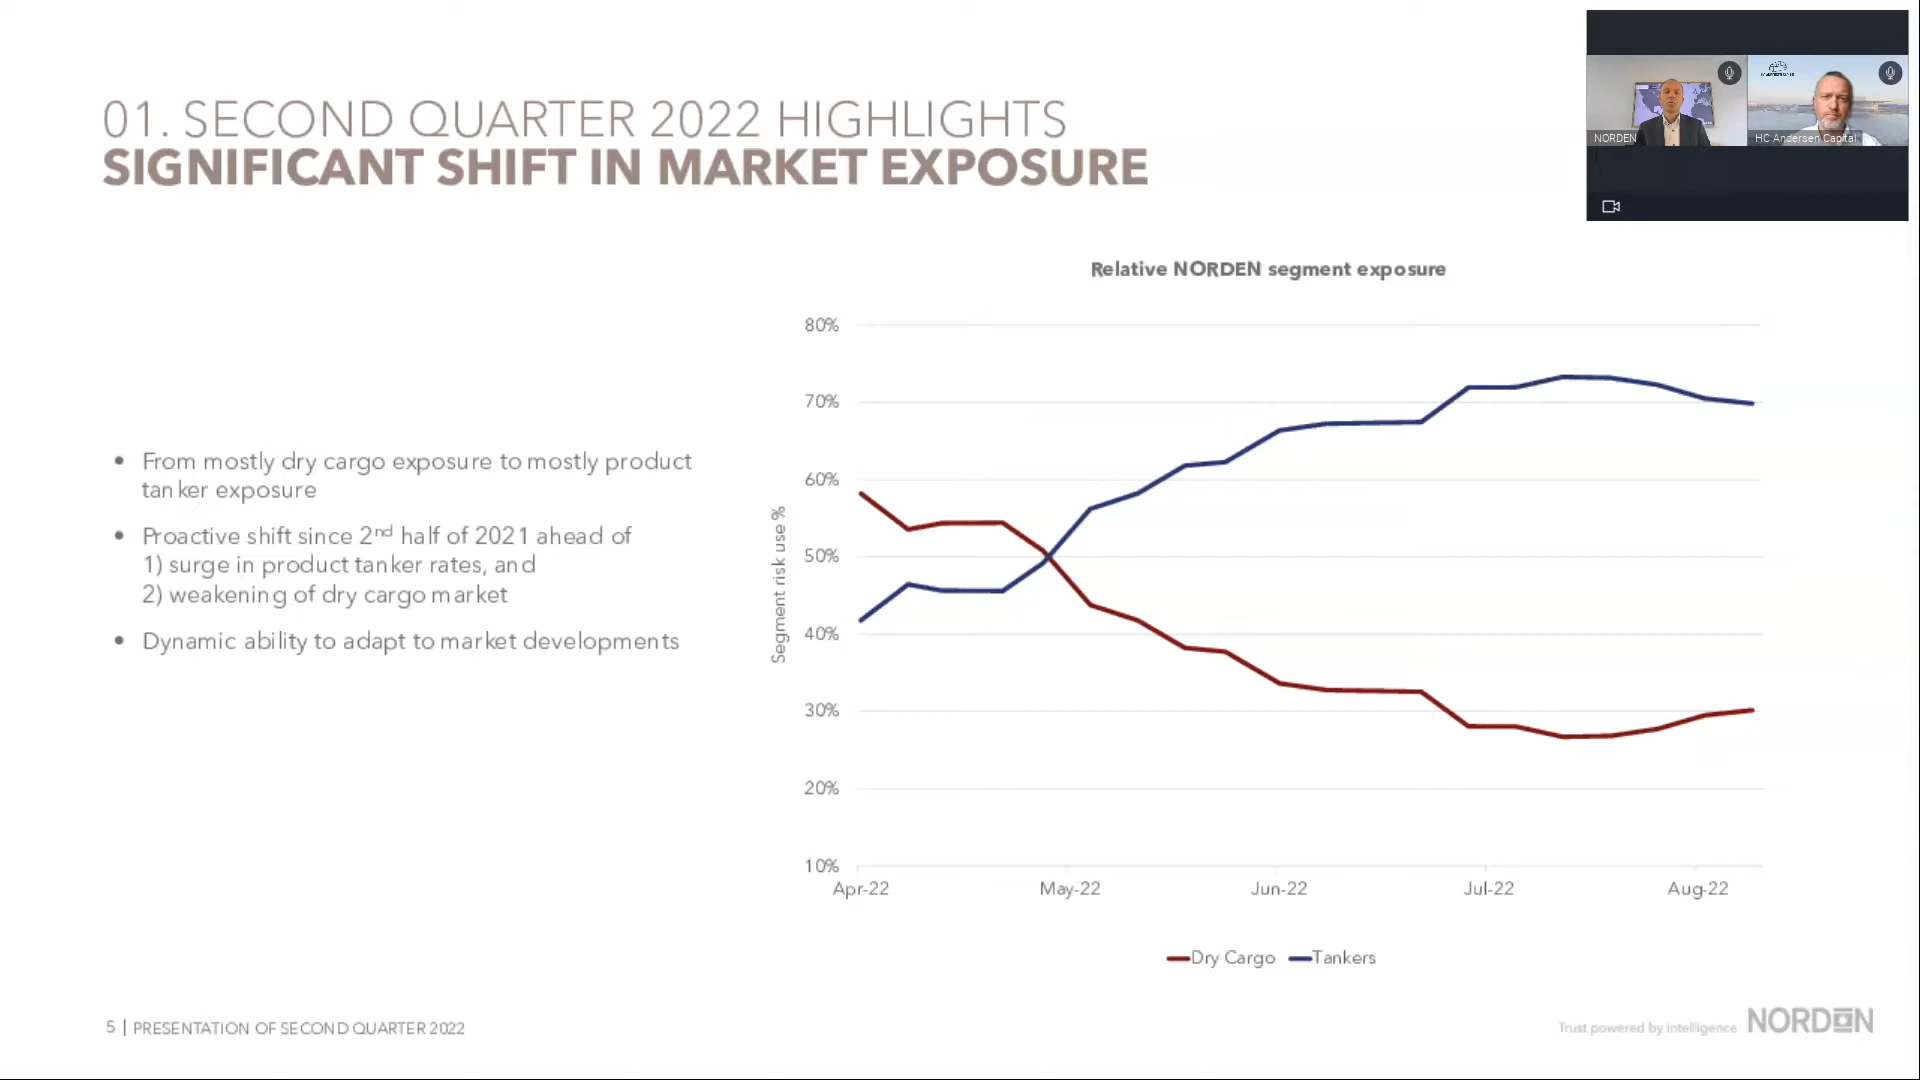 01. SECOND QUARTER 2022 HIGHLIGHTS
SIGNIFICANT SHIFT IN MARKET EXPOSURE
NORDEN
HC Andersen Capital
• From mostly dry cargo exposure to mostly product
tanker exposure
• Proactive shift since 2nd half of 2021 ahead of
1) surge in product tanker rates, and
2) weakening of dry cargo market
• Dynamic ability to adapt to market developments
Relative NORDEN segment exposure
Segment risk use %
80%
70%
60%
50%
40%
30%
20%
10%
Apr-22 May-22 Jun-22 Jul-22 Aug-22
Dry Cargo Tankers
5 | PRESENTATION OF SECOND QUARTER 2022
Trust powered by intelligence NORDEN